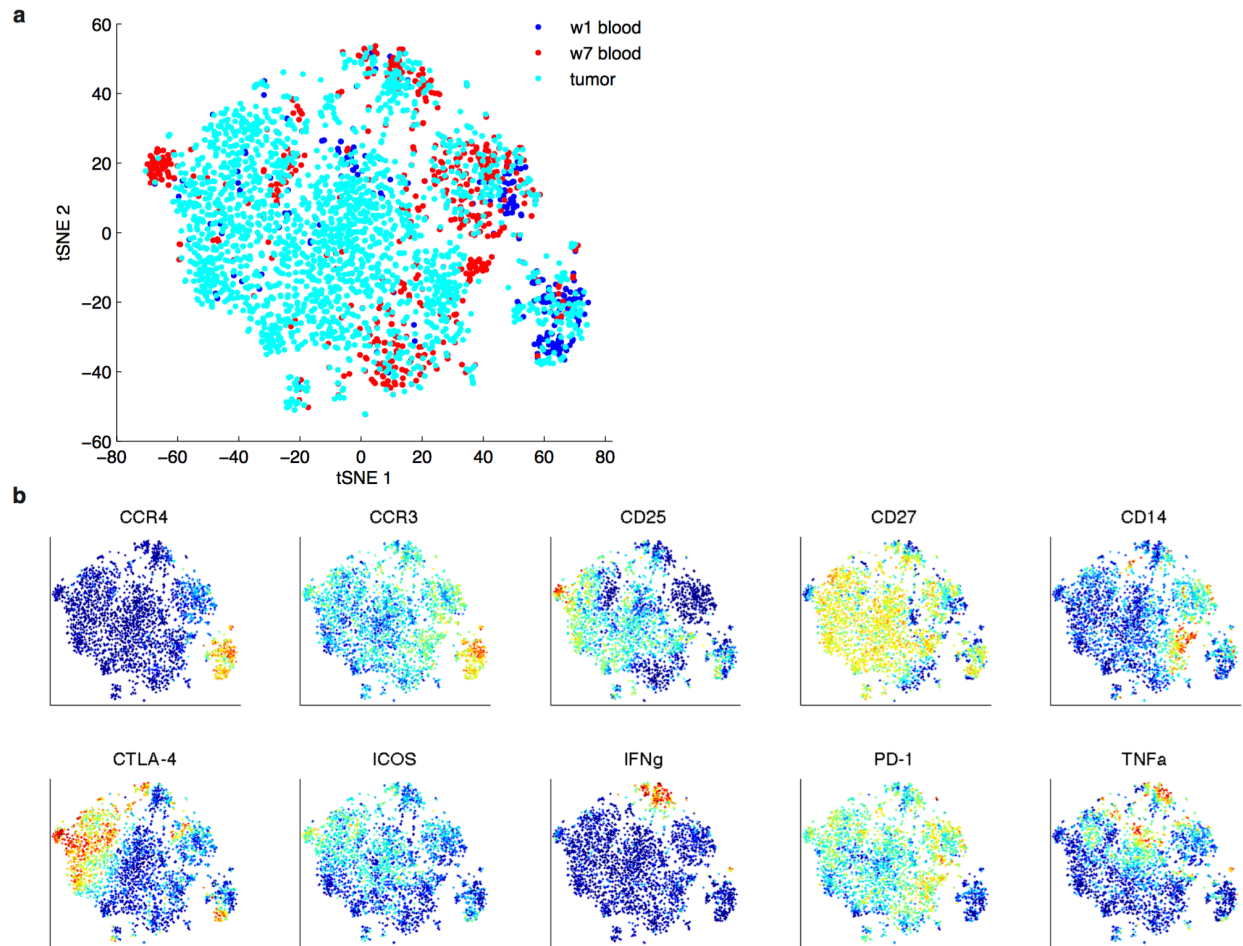 a
60
40
20
0
−20
−40
−60
tSNE 2
−80
−60
−40
−20
0
20
40
60
80
tSNE 1
w1 blood
w7 blood
tumor
b
CCR4
CCR3
CD25
CD27
CD14
CTLA-4
ICOS
IFNg
PD-1
TNFa